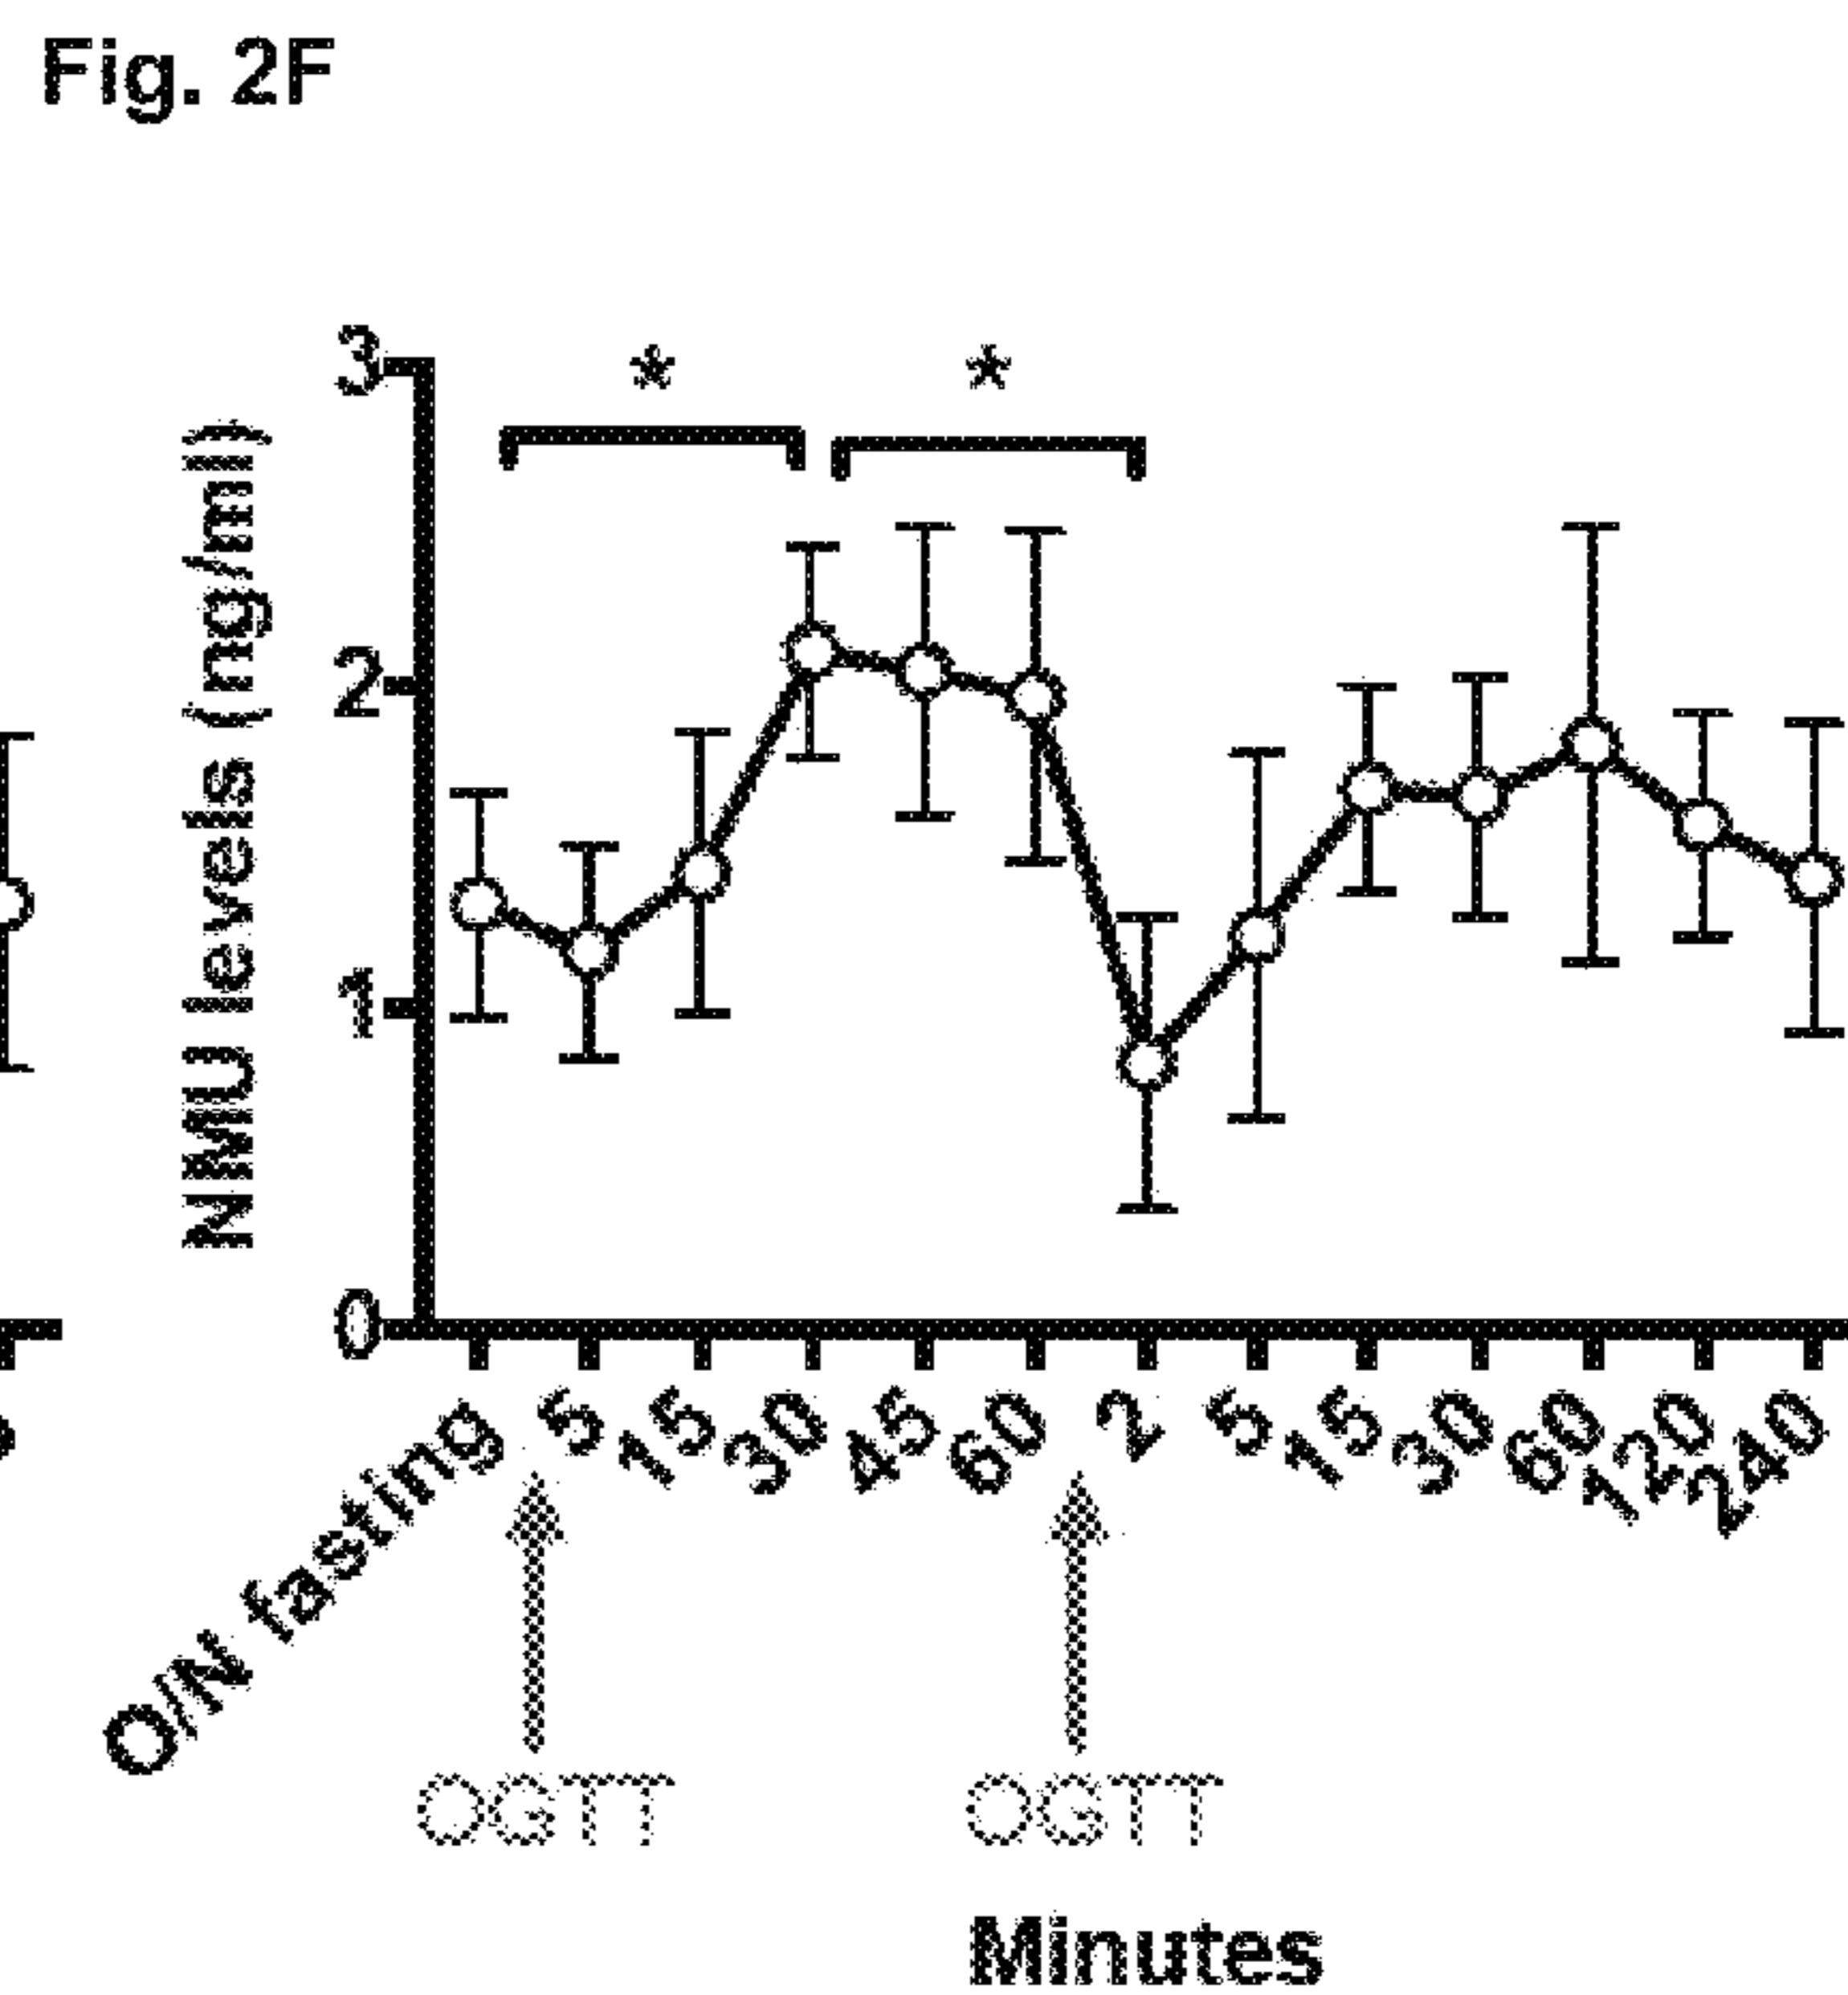 Fig. 2F
NMU levels (ng/ml)
3
2
1
0
* *
O/N fasting 5 15 30 45 60 2 5 15 30 60 120 240
OGTT OGTT
Minutes